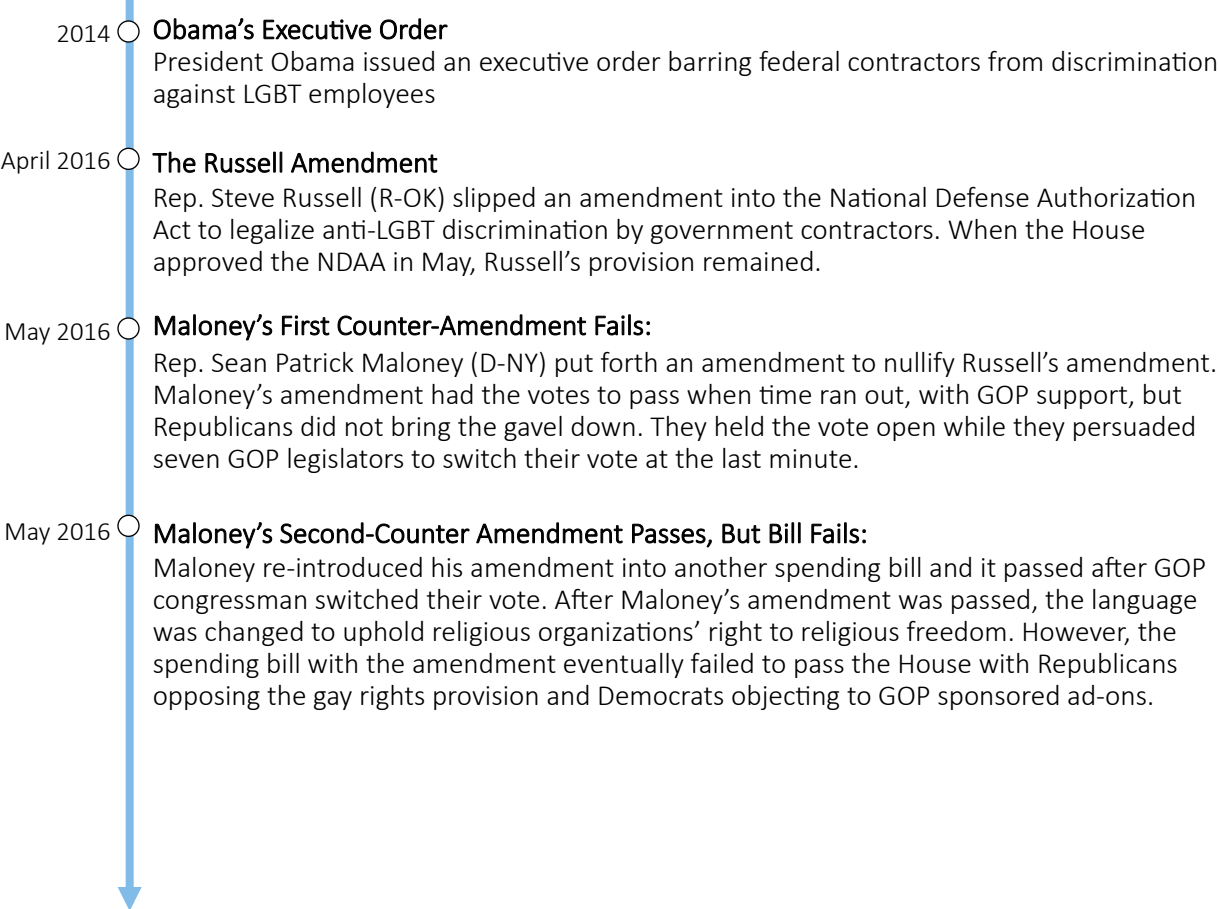 2014
Obama’s Executive Order
President Obama issued an executive order barring federal contractors from discrimination
against LGBT employees
April 2016
The Russell Amendment
Rep. Steve Russell (R-OK) slipped an amendment into the National Defense Authorization
Act to legalize anti-LGBT discrimination by government contractors. When the House
approved the NDAA in May, Russell’s provision remained.
May 2016
Maloney’s First Counter-Amendment Fails:
Rep. Sean Patrick Maloney (D-NY) put forth an amendment to nullify Russell’s amendment.
Maloney’s amendment had the votes to pass when time ran out, with GOP support, but
Republicans did not bring the gavel down. They held the vote open while they persuaded
seven GOP legislators to switch their vote at the last minute.
May 2016
Maloney’s Second-Counter Amendment Passes, But Bill Fails:
Maloney re-introduced his amendment into another spending bill and it passed after GOP
congressman switched their vote. After Maloney’s amendment was passed, the language
was changed to uphold religious organizations’ right to religious freedom. However, the
spending bill with the amendment eventually failed to pass the House with Republicans
opposing the gay rights provision and Democrats objecting to GOP sponsored ad-ons.